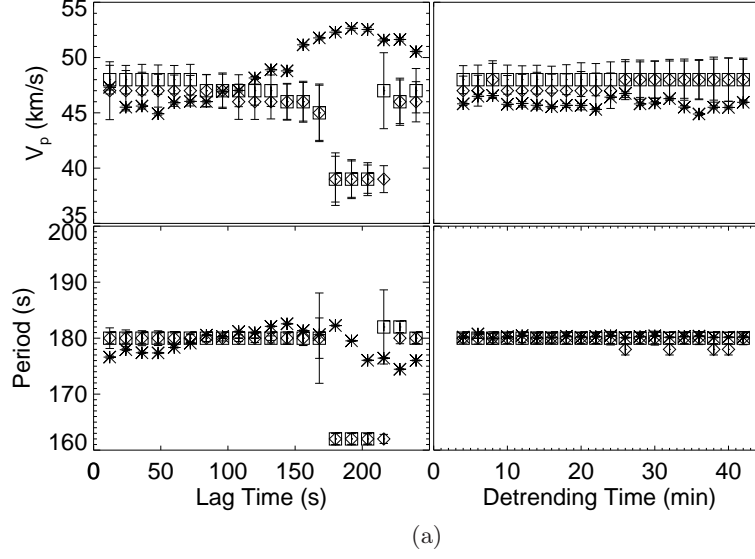 55
50
45
40
35
V_p (km/s)
200
190
180
170
160
Period (s)
0 50 100 150 200
0 10 20 30 40
Lag Time (s)
Detrending Time (min)
(a)